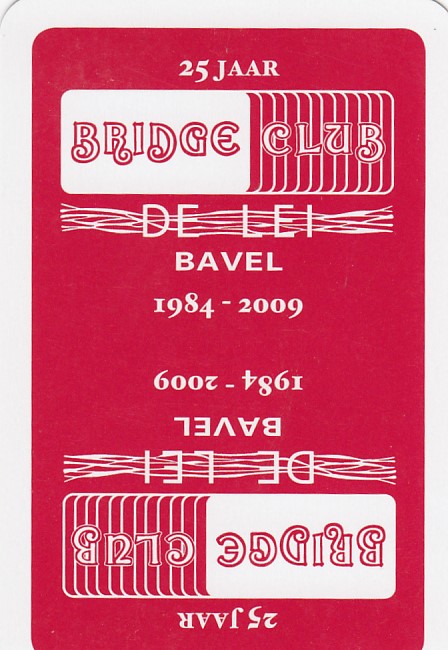 25 JAAR
BRIDGE CLUB
DE LEI
BAVEL
1984 - 2009
1984 - 2009
BAVEL
DE LEI
BRIDGE CLUB
25 JAAR